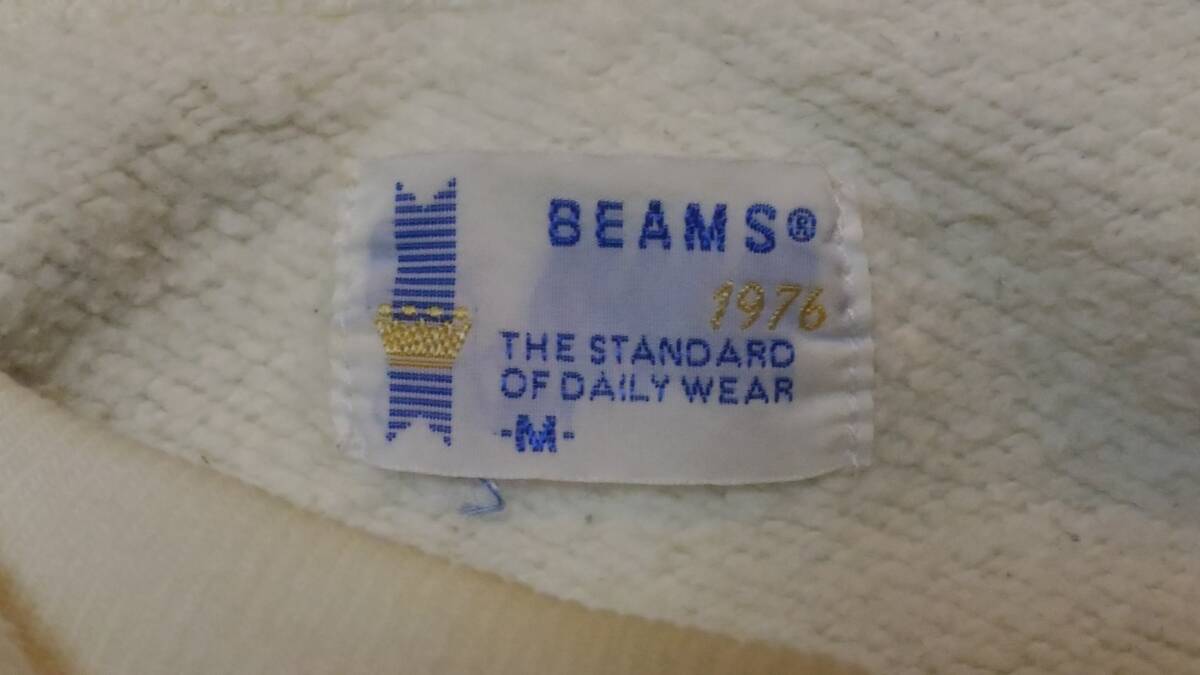 BEAMS®
1976
THE STANDARD
OF DAILY WEAR
-M-